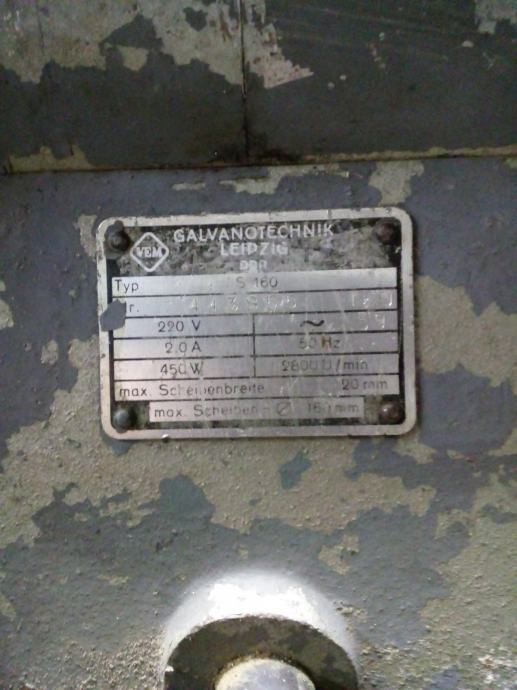 VEM
GALVANOTECHNIK
LEIPZIG
DDR
Typ S 160
220 V ~
2.0 A 50 Hz
450 W 2800 U/min
max. Scheibenbreite 20 mm
max. Scheiben - Ø mm